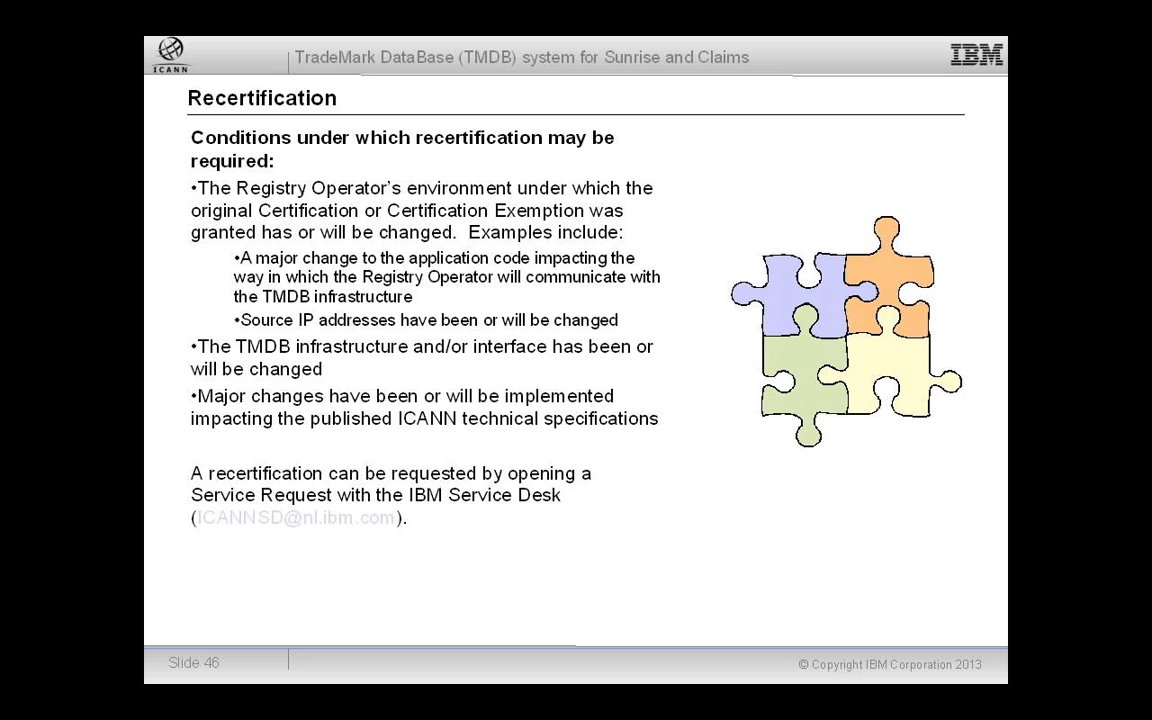 ICANN
TradeMark DataBase (TMDB) system for Sunrise and Claims
IBM
Recertification
Conditions under which recertification may be
required:
•The Registry Operator's environment under which the
original Certification or Certification Exemption was
granted has or will be changed.  Examples include:
•A major change to the application code impacting the
way in which the Registry Operator will communicate with
the TMDB infrastructure
•Source IP addresses have been or will be changed
•The TMDB infrastructure and/or interface has been or
will be changed
•Major changes have been or will be implemented
impacting the published ICANN technical specifications
A recertification can be requested by opening a
Service Request with the IBM Service Desk
(ICANNSD@nl.ibm.com).
Slide 46
© Copyright IBM Corporation 2013